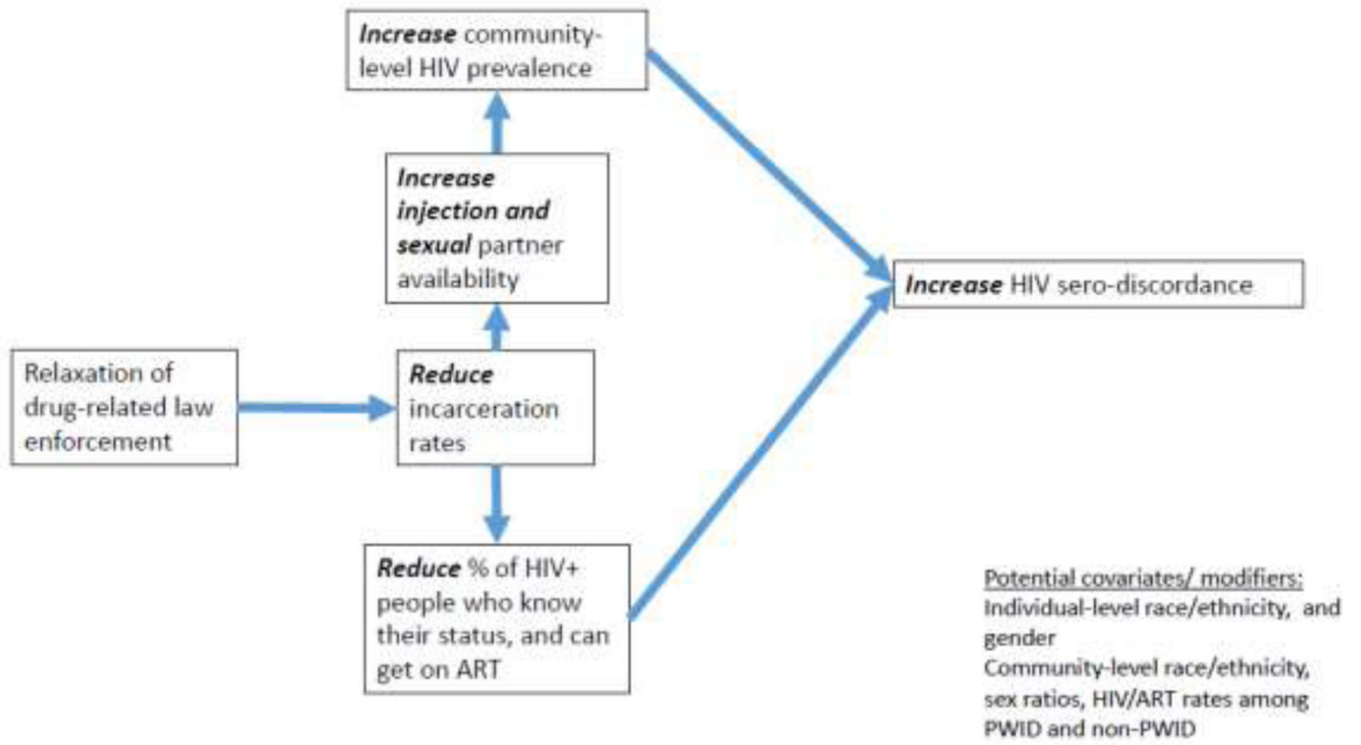 Increase community-
level HIV prevalence
Increase
injection and
sexual partner
availability
Increase HIV sero-discordance
Relaxation of
drug-related law
enforcement
Reduce
incarceration
rates
Reduce % of HIV+
people who know
their status, and can
get on ART
Potential covariates/ modifiers:
Individual-level race/ethnicity, and
gender
Community-level race/ethnicity,
sex ratios, HIV/ART rates among
PWID and non-PWID